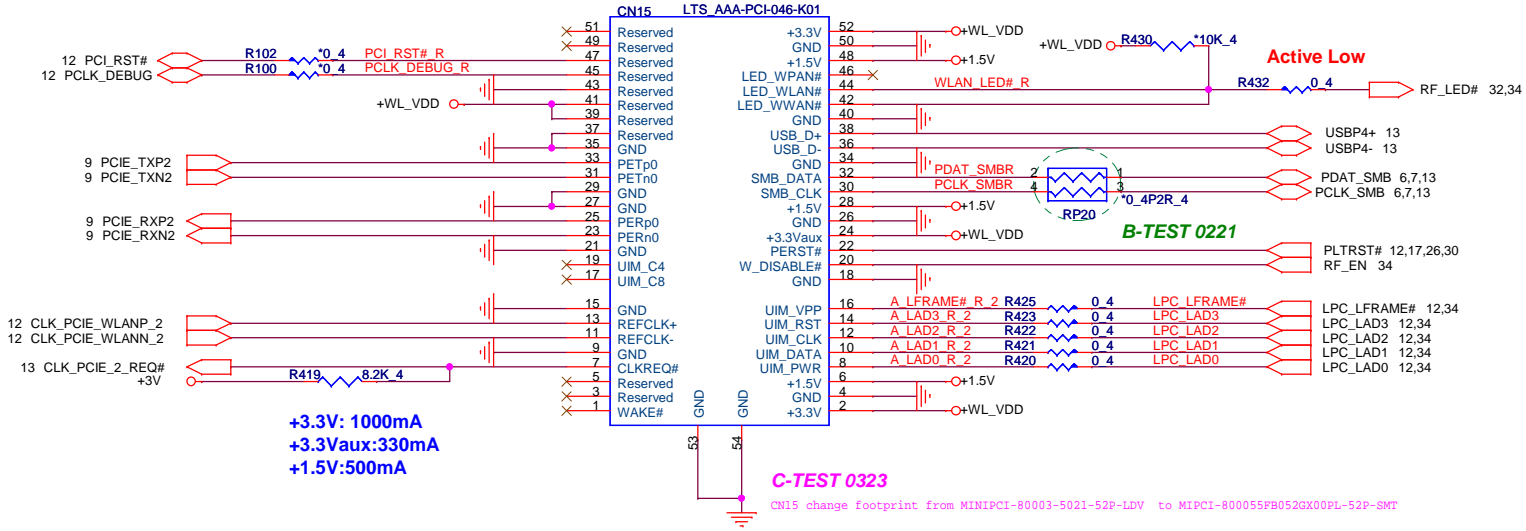 CN15 LTS_AAA-PCI-046-K01
51 Reserved +3.3V 52 +WL_VDD
49 Reserved GND 50
12 PCI_RST# R102 *0_4 PCI_RST#_R 47 Reserved +1.5V 48 +1.5V
12 PCLK_DEBUG R100 *0_4 PCLK_DEBUG_R 45 Reserved LED_WPAN# 46
43 Reserved LED_WLAN# 44 WLAN_LED#_R
+WL_VDD R430 *10K_4
Active Low
R432 0_4 RF_LED# 32,34
+WL_VDD 41 Reserved LED_WWAN# 42
39 Reserved GND 40
37 Reserved USB_D+ 38 USBP4+ 13
35 GND USB_D- 36 USBP4- 13
9 PCIE_TXP2 33 PETp0 GND 34
9 PCIE_TXN2 31 PETn0 SMB_DATA 32 PDAT_SMBR 2 1 PDAT_SMB 6,7,13
29 GND SMB_CLK 30 PCLK_SMBR 4 3 PCLK_SMB 6,7,13
RP20 *0_4P2R_4
27 GND +1.5V 28 +1.5V
9 PCIE_RXP2 25 PERp0 GND 26
B-TEST 0221
9 PCIE_RXN2 23 PERn0 +3.3Vaux 24 +WL_VDD
21 GND PERST# 22 PLTRST# 12,17,26,30
19 UIM_C4 W_DISABLE# 20 RF_EN 34
17 UIM_C8 GND 18
15 GND UIM_VPP 16 A_LFRAME#_R_2 R425 0_4 LPC_LFRAME# LPC_LFRAME# 12,34
12 CLK_PCIE_WLANP_2 13 REFCLK+ UIM_RST 14 A_LAD3_R_2 R423 0_4 LPC_LAD3 LPC_LAD3 12,34
12 CLK_PCIE_WLANN_2 11 REFCLK- UIM_CLK 12 A_LAD2_R_2 R422 0_4 LPC_LAD2 LPC_LAD2 12,34
9 GND UIM_DATA 10 A_LAD1_R_2 R421 0_4 LPC_LAD1 LPC_LAD1 12,34
13 CLK_PCIE_2_REQ# 7 CLKREQ# UIM_PWR 8 A_LAD0_R_2 R420 0_4 LPC_LAD0 LPC_LAD0 12,34
+3V R419 8.2K_4 5 Reserved +1.5V 6 +1.5V
3 Reserved GND 4
1 WAKE# +3.3V 2 +WL_VDD
GND GND
53 54
+3.3V: 1000mA
+3.3Vaux:330mA
+1.5V:500mA
C-TEST 0323
CN15 change footprint from MINIPCI-80003-5021-52P-LDV to MIPCI-800055FB052GX00PL-52P-SMT